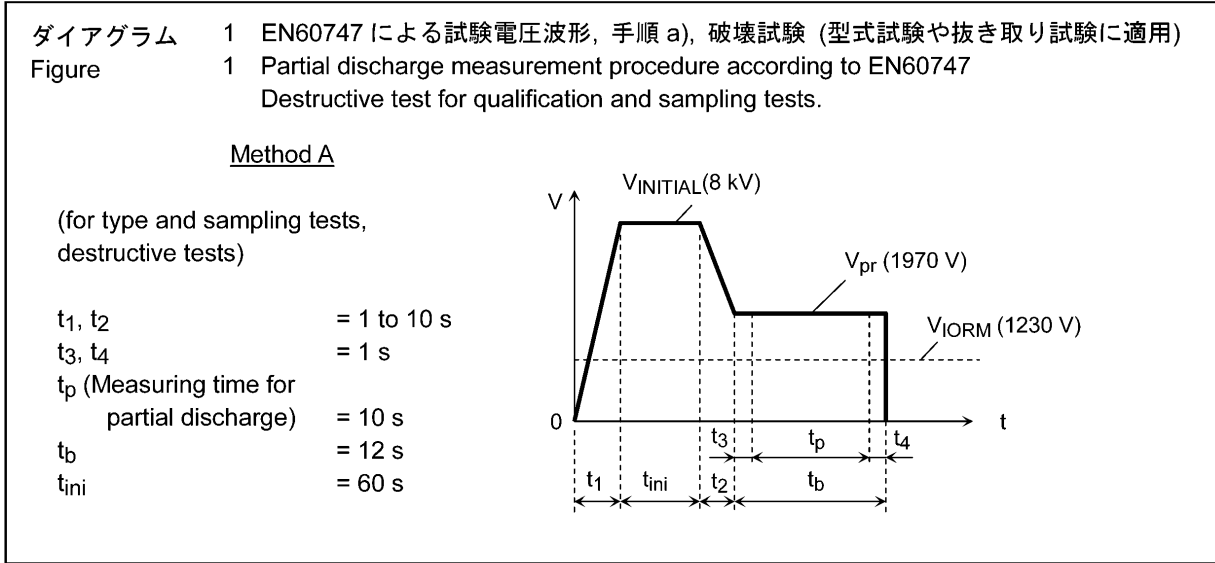 ダイアグラム 1 EN60747 による試験電圧波形, 手順 a), 破壊試験 (型式試験や抜き取り試験に適用)
Figure 1 Partial discharge measurement procedure according to EN60747
Destructive test for qualification and sampling tests.
Method A
(for type and sampling tests,
destructive tests)
t1, t2 = 1 to 10 s
t3, t4 = 1 s
tp (Measuring time for
partial discharge) = 10 s
tb = 12 s
tini = 60 s
VINITIAL(8 kV)
V
Vpr (1970 V)
VIORM (1230 V)
0
t
t3 tp t4
t1 tini t2 tb